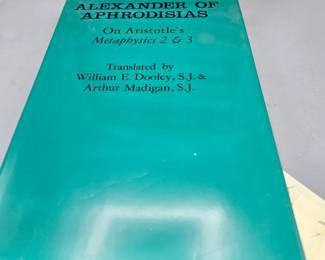 ALEXANDER OF
APHRODISIAS
On Aristotle's
Metaphysics 2 & 3
Translated by
William E. Dooley, S.J. &
Arthur Madigan, S.J.